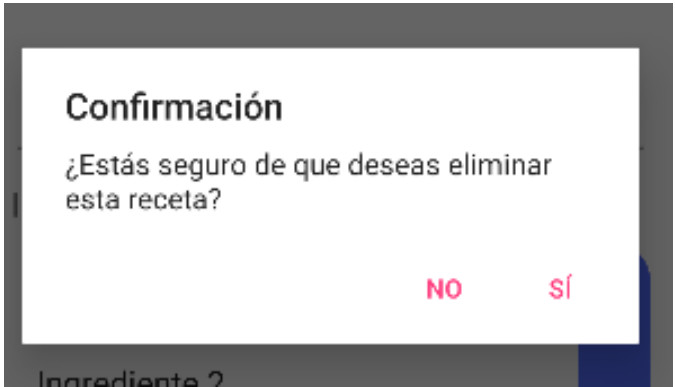 Confirmación
¿Estás seguro de que deseas eliminar
esta receta?
NO SÍ
Ingrediente 2